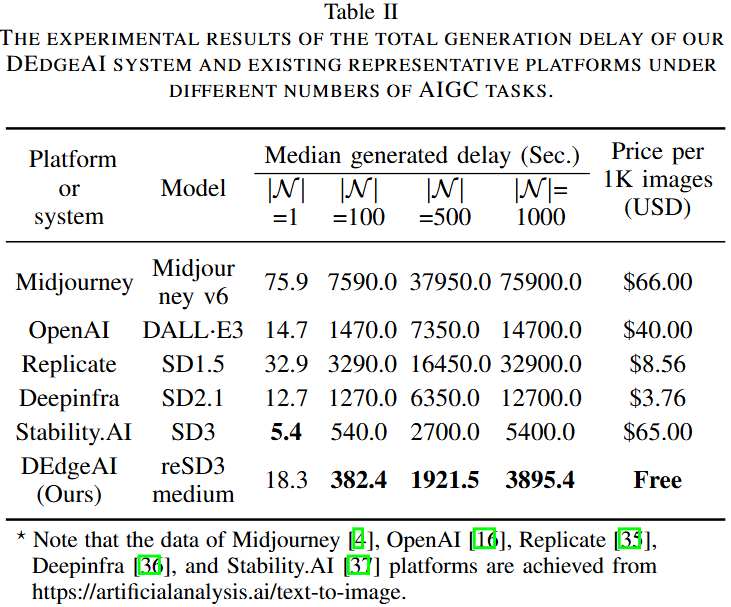 Table II
THE EXPERIMENTAL RESULTS OF THE TOTAL GENERATION DELAY OF OUR
DEDGEAI SYSTEM AND EXISTING REPRESENTATIVE PLATFORMS UNDER
DIFFERENT NUMBERS OF AIGC TASKS.
Platform or system Model Median generated delay (Sec.) Price per 1K images (USD)
|𝒩| =1 |𝒩| =100 |𝒩| =500 |𝒩|= 1000
Midjourney Midjour ney v6 75.9 7590.0 37950.0 75900.0 $66.00
OpenAI DALL·E3 14.7 1470.0 7350.0 14700.0 $40.00
Replicate SD1.5 32.9 3290.0 16450.0 32900.0 $8.56
Deepinfra SD2.1 12.7 1270.0 6350.0 12700.0 $3.76
Stability.AI SD3 5.4 540.0 2700.0 5400.0 $65.00
DEdgeAI (Ours) reSD3 medium 18.3 382.4 1921.5 3895.4 Free
* Note that the data of Midjourney [4], OpenAI [16], Replicate [35],
Deepinfra [36], and Stability.AI [37] platforms are achieved from
https://artificialanalysis.ai/text-to-image.